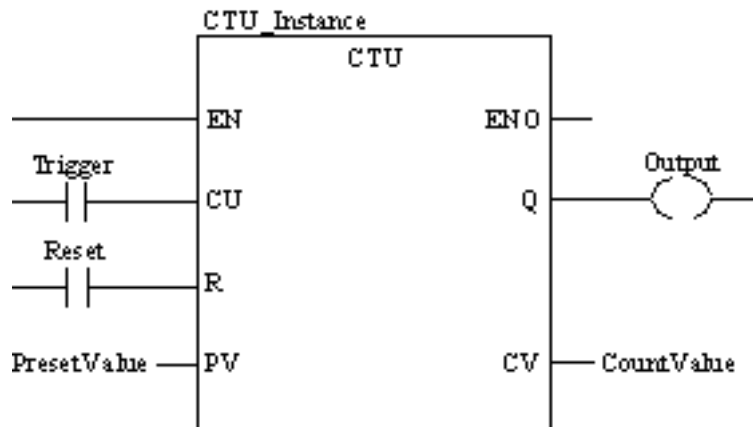 CTU_Instance
CTU
EN ENO
Trigger Output
CU Q
Reset
R
PresetValue PV CV CountValue